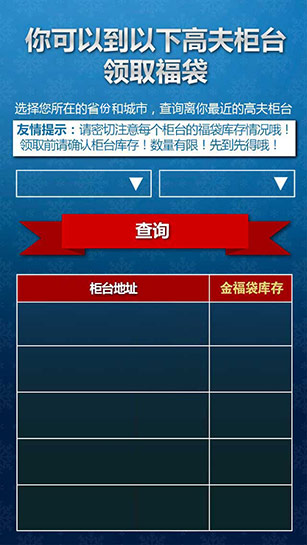 你可以到以下高夫柜台
领取福袋
选择您所在的省份和城市，查询离你最近的高夫柜台
友情提示：请密切注意每个柜台的福袋库存情况哦！
领取前请确认柜台库存！数量有限！先到先得哦！
查询
柜台地址 金福袋库存